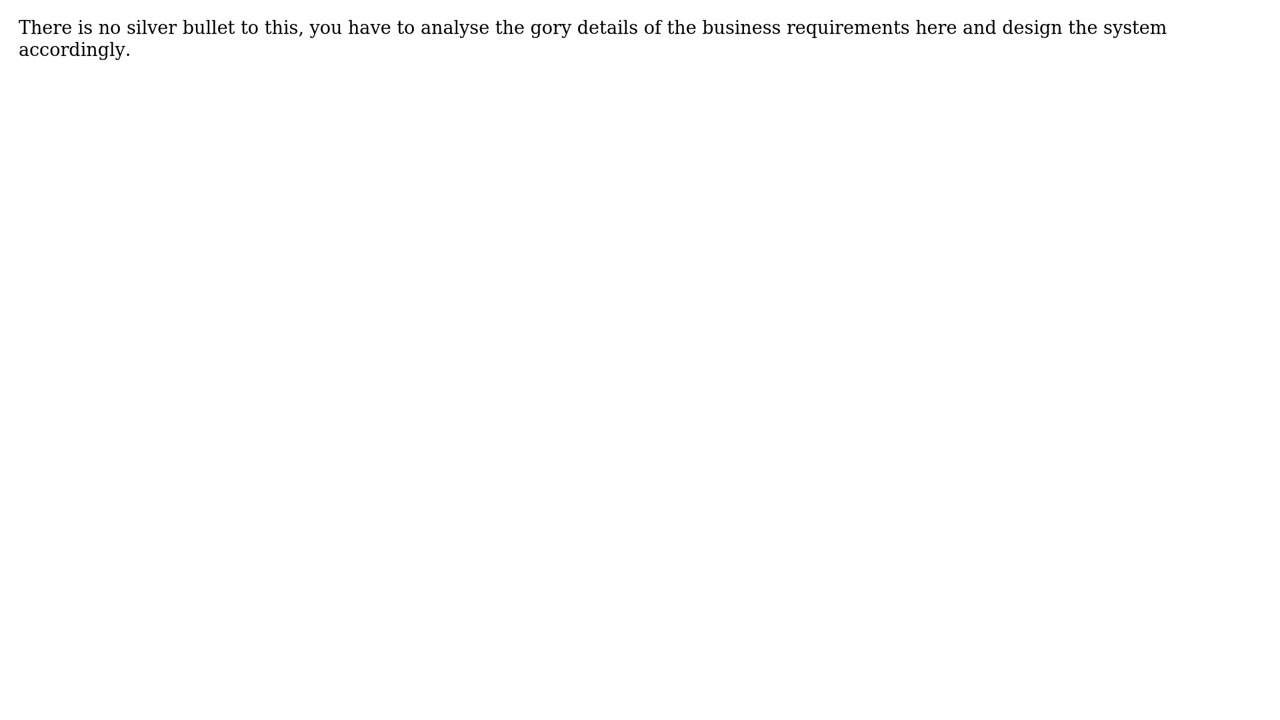 There is no silver bullet to this, you have to analyse the gory details of the business requirements here and design the system
accordingly.